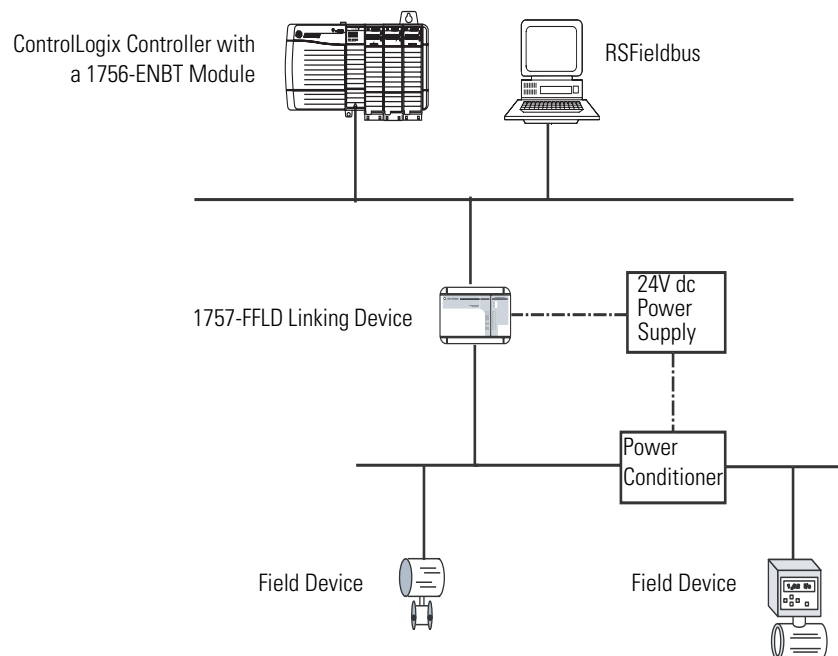 ControlLogix Controller with
a 1756-ENBT Module
RSFieldbus
1757-FFLD Linking Device
24V dc
Power
Supply
Power
Conditioner
Field Device
Field Device